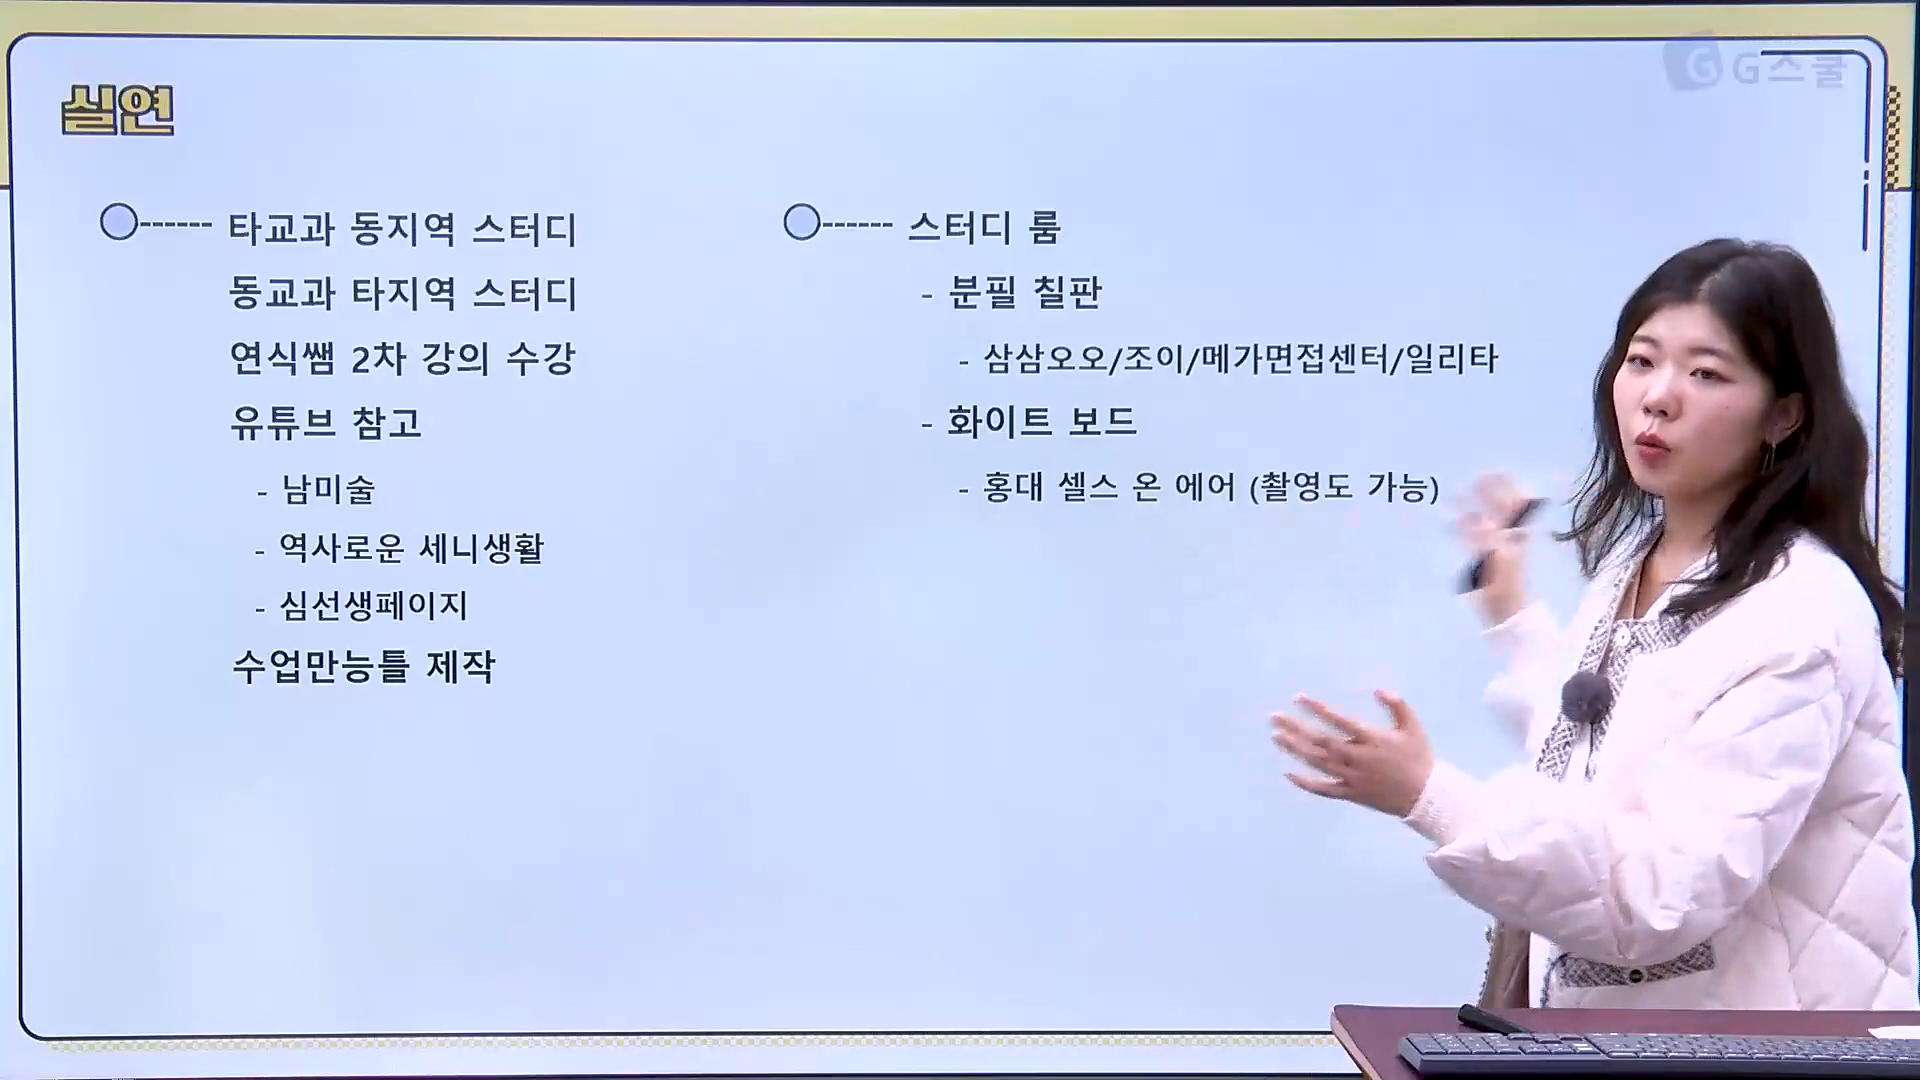 실연
타교과 동지역 스터디
동교과 타지역 스터디
연식쌤 2차 강의 수강
유튜브 참고
- 남미술
- 역사로운 세니생활
- 심선생페이지
수업만능틀 제작
스터디 룸
- 분필 칠판
- 삼삼오오/조이/메가면접센터/일리타
- 화이트 보드
- 홍대 셀스 온 에어 (촬영도 가능)
G G스쿨